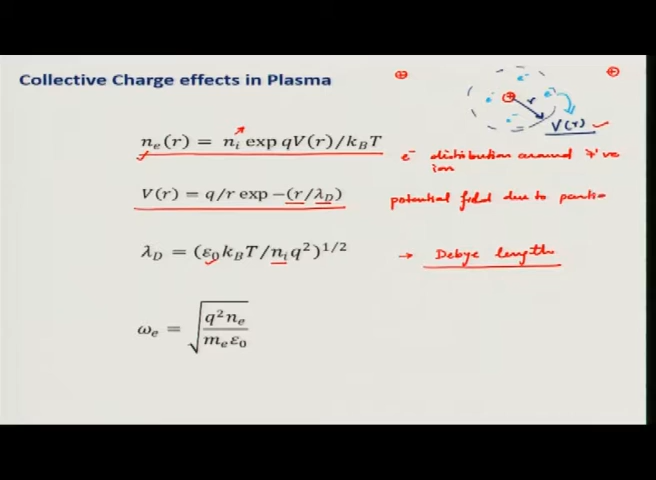 Collective Charge effects in Plasma
⊕
e⁻
e⁻
e⁻
e⁻
⊕
r
V(r) ✓
n_e(r) = n_i exp qV(r)/k_BT
e⁻ distribution around +'ve
ion
V(r) = q/r exp −(r/λ_D)
potential field due to
λ_D = (ε_0k_BT/n_iq²)^{1/2}
→ Debye length
ω_e = √(q²n_e / m_eε_0)